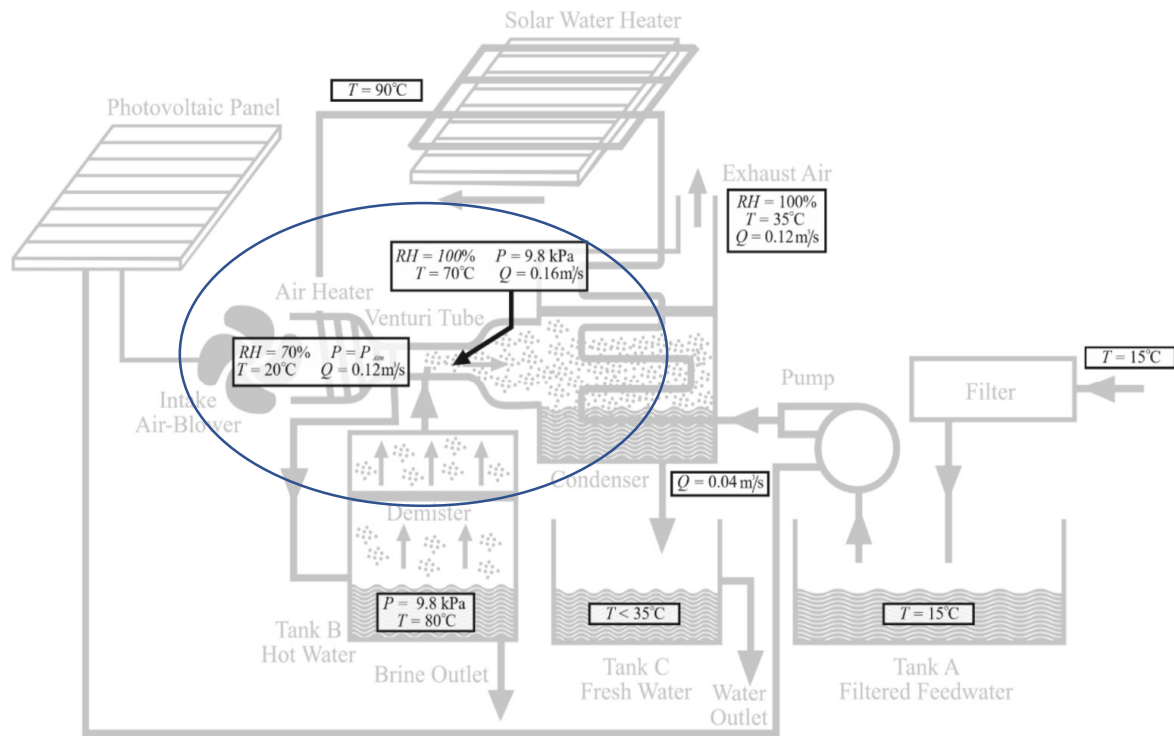 Solar Water Heater
T = 90°C
Photovoltaic Panel
Exhaust Air
RH = 100%
T = 35°C
Q = 0.12 m³/s
RH = 100% P = 9.8 kPa
T = 70°C Q = 0.16 m³/s
Air Heater
Venturi Tube
RH = 70% P = P Atm
T = 20°C Q = 0.12 m³/s
Intake
Air-Blower
T = 15°C
Pump
Filter
Condenser
Q = 0.04 m³/s
Demister
P = 9.8 kPa
T = 80°C
T < 35°C
T = 15°C
Tank B
Hot Water
Brine Outlet
Tank C
Fresh Water
Water
Outlet
Tank A
Filtered Feedwater